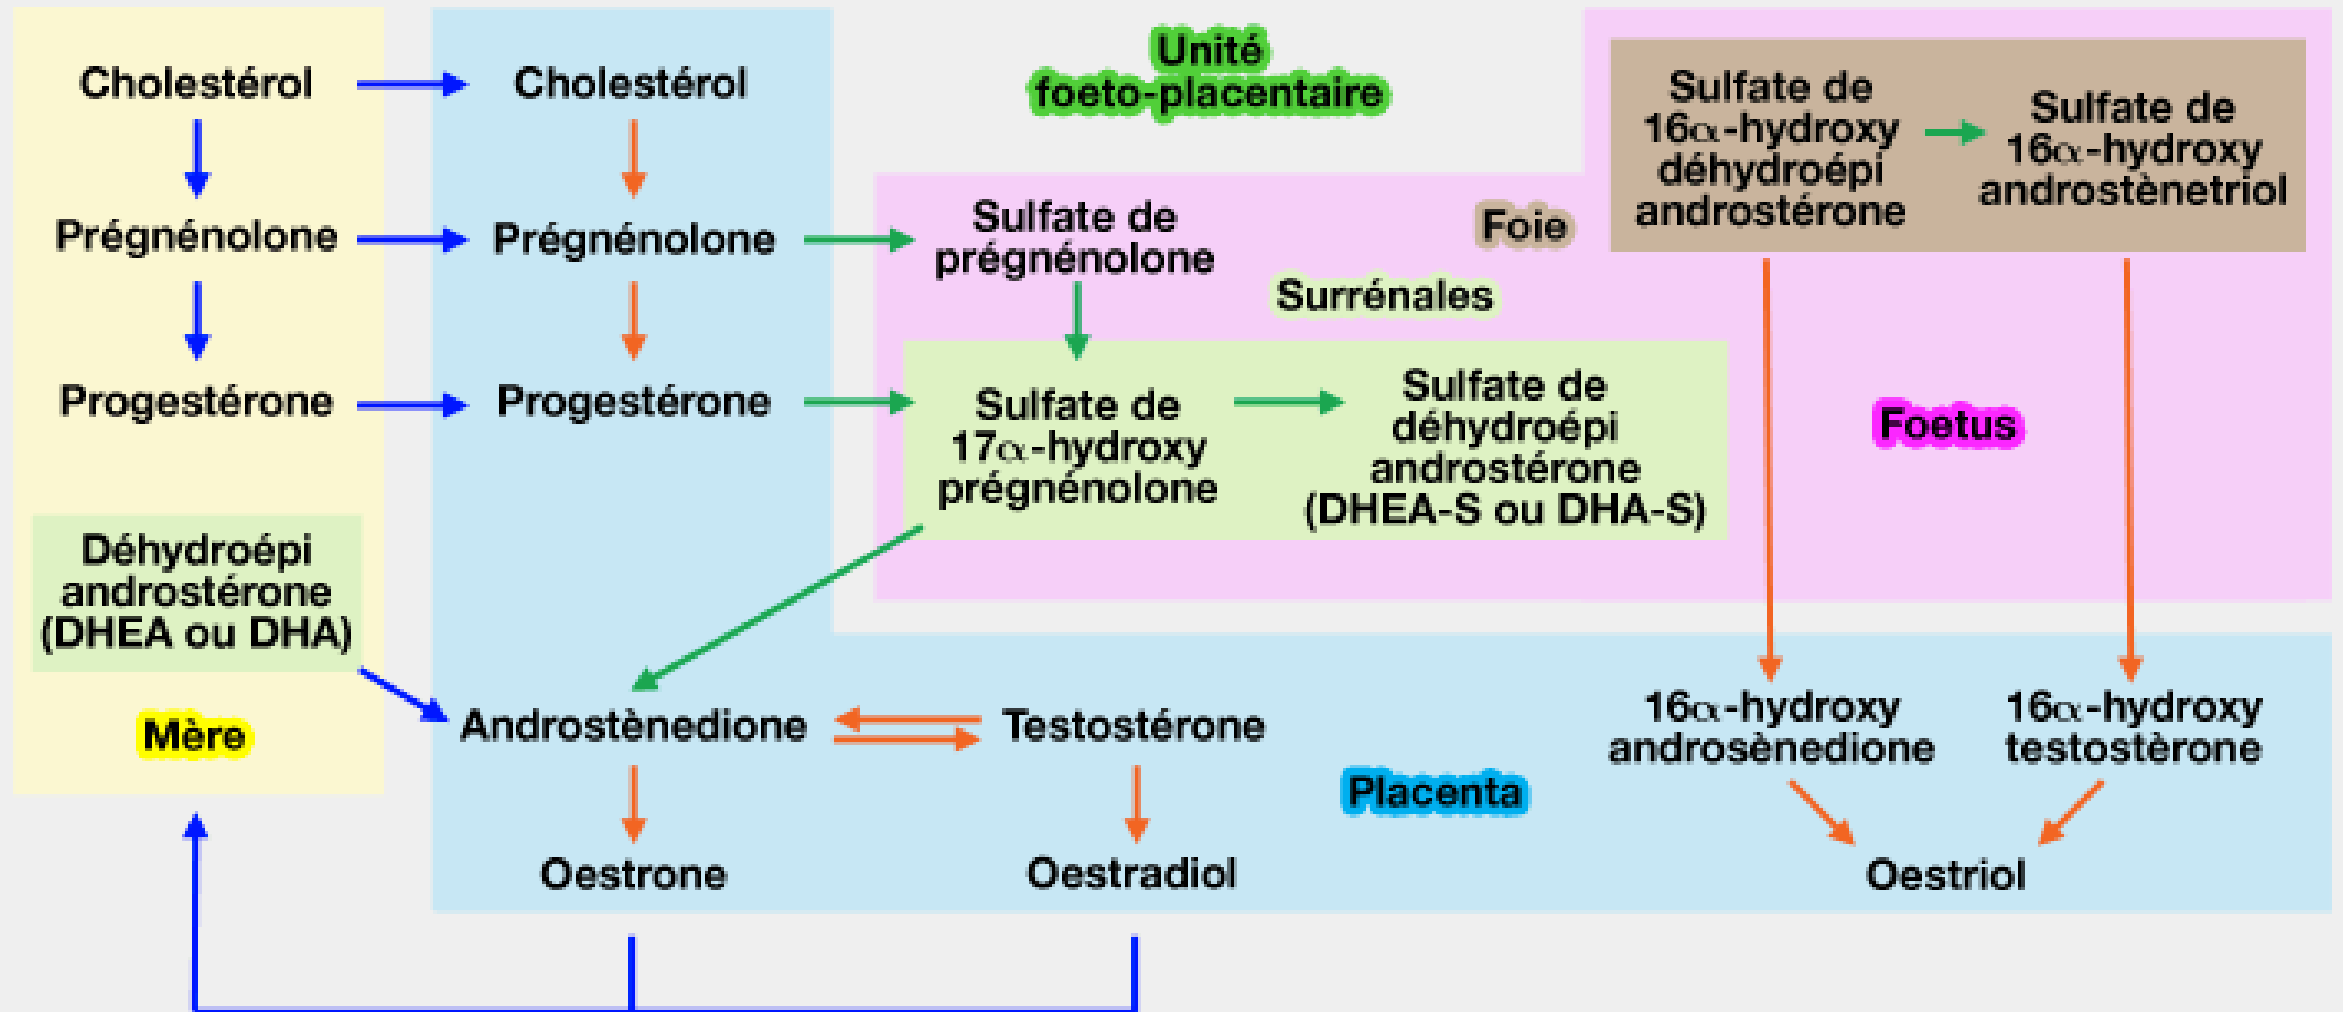 Cholestérol
Prégnénolone
Progestérone
Déhydroépi
androstérone
(DHEA ou DHA)
Mère
Cholestérol
Prégnénolone
Progestérone
Unité
foeto-placentaire
Sulfate de
prégnénolone
Foie
Surrénales
Sulfate de
17α-hydroxy
prégnénolone
Sulfate de
déhydroépi
androstérone
(DHEA-S ou DHA-S)
Sulfate de
16α-hydroxy
déhydroépi
androstérone
Sulfate de
16α-hydroxy
androstènetriol
Foetus
Androstènedione
Testostérone
Placenta
16α-hydroxy
androsènedione
16α-hydroxy
testostèrone
Oestrone
Oestradiol
Oestriol